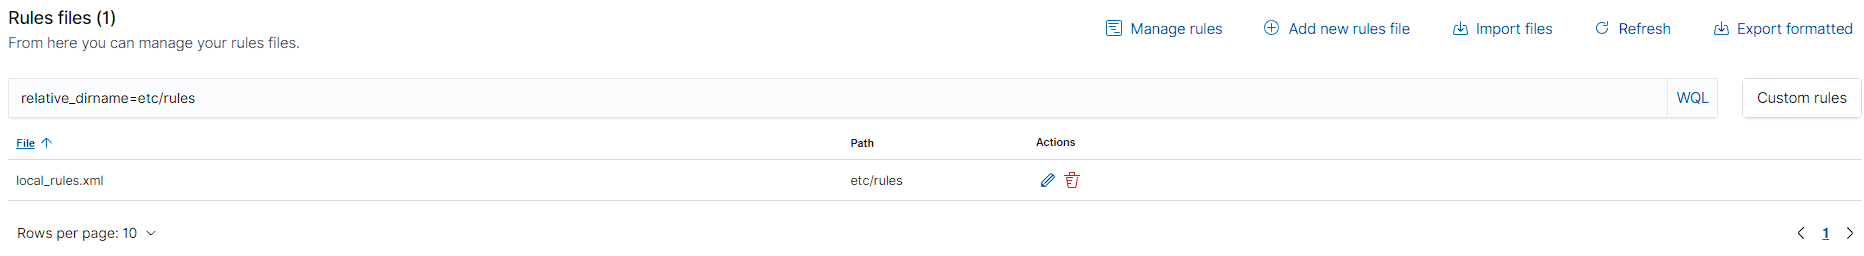 Rules files (1)
From here you can manage your rules files.
Manage rules
Add new rules file
Import files
Refresh
Export formatted
relative_dirname=etc/rules
WQL
Custom rules
File
Path
Actions
local_rules.xml
etc/rules
Rows per page: 10
1